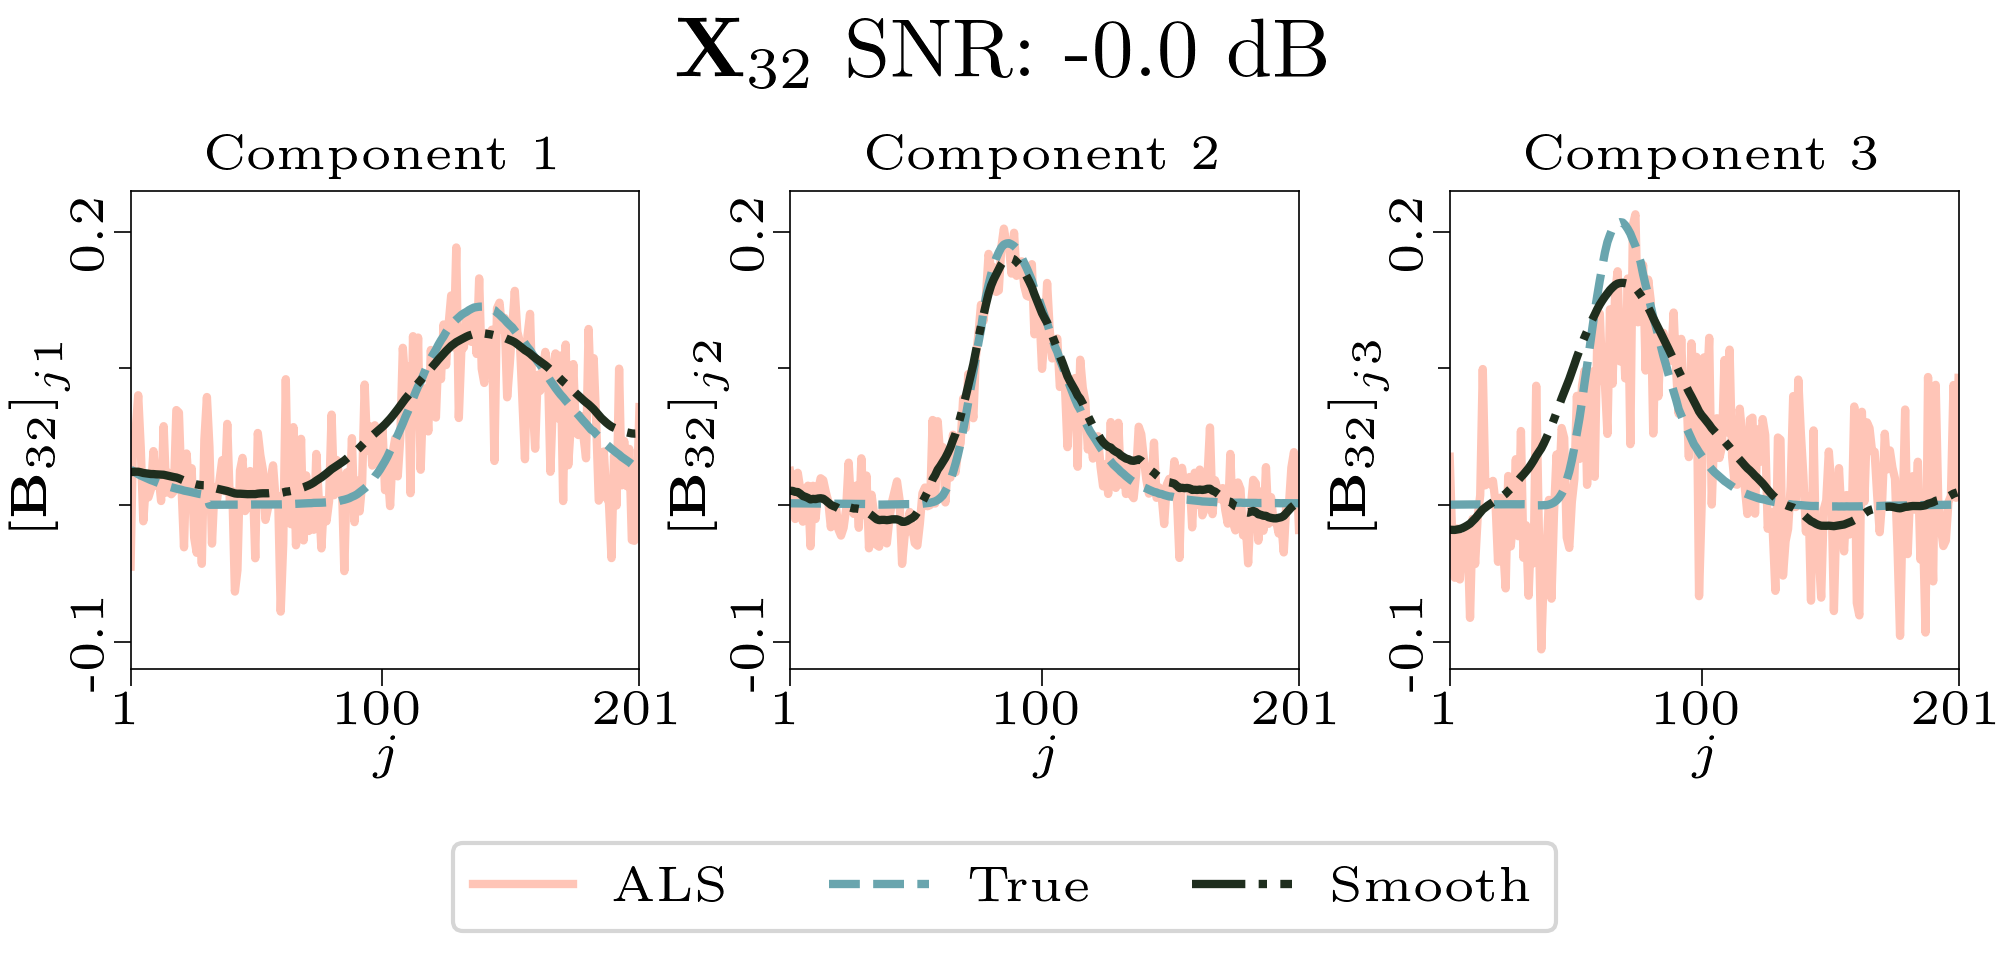 X32 SNR: -0.0 dB
Component 1 Component 2 Component 3
0.2 0.2 0.2
[B32]j1 [B32]j2 [B32]j3
-0.1 -0.1 -0.1
1 100 201 1 100 201 1 100 201
j j j
ALS True Smooth